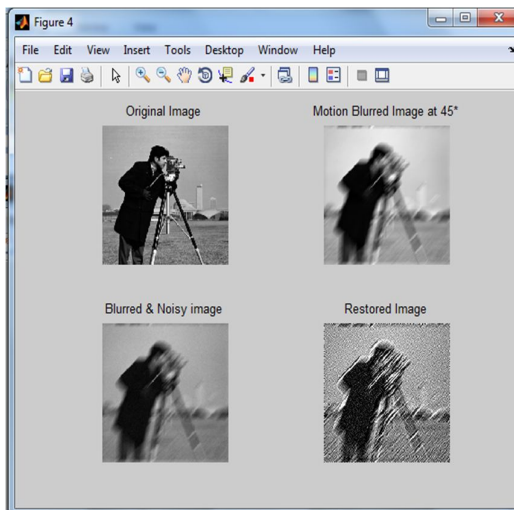 Figure 4
File Edit View Insert Tools Desktop Window Help
Original Image
Motion Blurred Image at 45*
Blurred & Noisy image
Restored Image